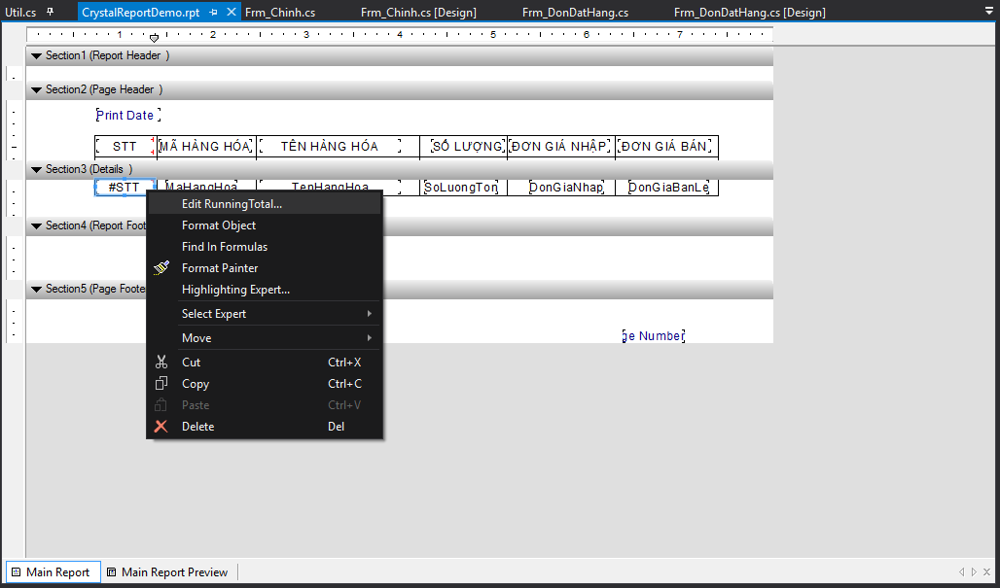 Util.cs CrystalReportDemo.rpt Frm_Chinh.cs Frm_Chinh.cs [Design] Frm_DonDatHang.cs Frm_DonDatHang.cs [Design]
1 2 3 4 5 6 7
Section1 (Report Header )
Section2 (Page Header )
Print Date
STT MÃ HÀNG HÓA TÊN HÀNG HÓA SỐ LƯỢNG ĐƠN GIÁ NHẬP ĐƠN GIÁ BÁN
Section3 (Details )
#STT MaHangHoa TenHangHoa SoLuongTon DonGiaNhap DonGiaBanLe
Edit RunningTotal...
Section4 (Report Foot
Format Object
Find In Formulas
Format Painter
Section5 (Page Foote
Highlighting Expert...
Select Expert
Move
ge Number
Cut Ctrl+X
Copy Ctrl+C
Paste Ctrl+V
Delete Del
Main Report Main Report Preview